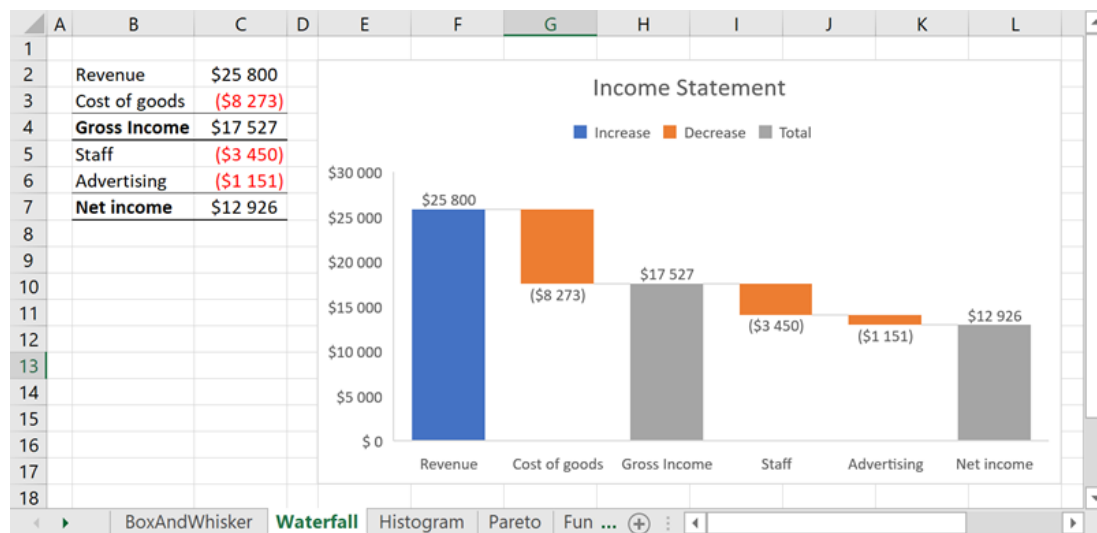 A B C D E F G H I J K L
1
2 Revenue $25 800
3 Cost of goods ($8 273)
4 Gross Income $17 527
5 Staff ($3 450)
6 Advertising ($1 151)
7 Net income $12 926
8
9
10
11
12
13
14
15
16
17
18
Income Statement
Increase Decrease Total
$30 000
$25 000
$20 000
$15 000
$10 000
$5 000
$ 0
$25 800
($8 273)
$17 527
($3 450)
($1 151)
$12 926
Revenue Cost of goods Gross Income Staff Advertising Net income
BoxAndWhisker Waterfall Histogram Pareto Fun ...